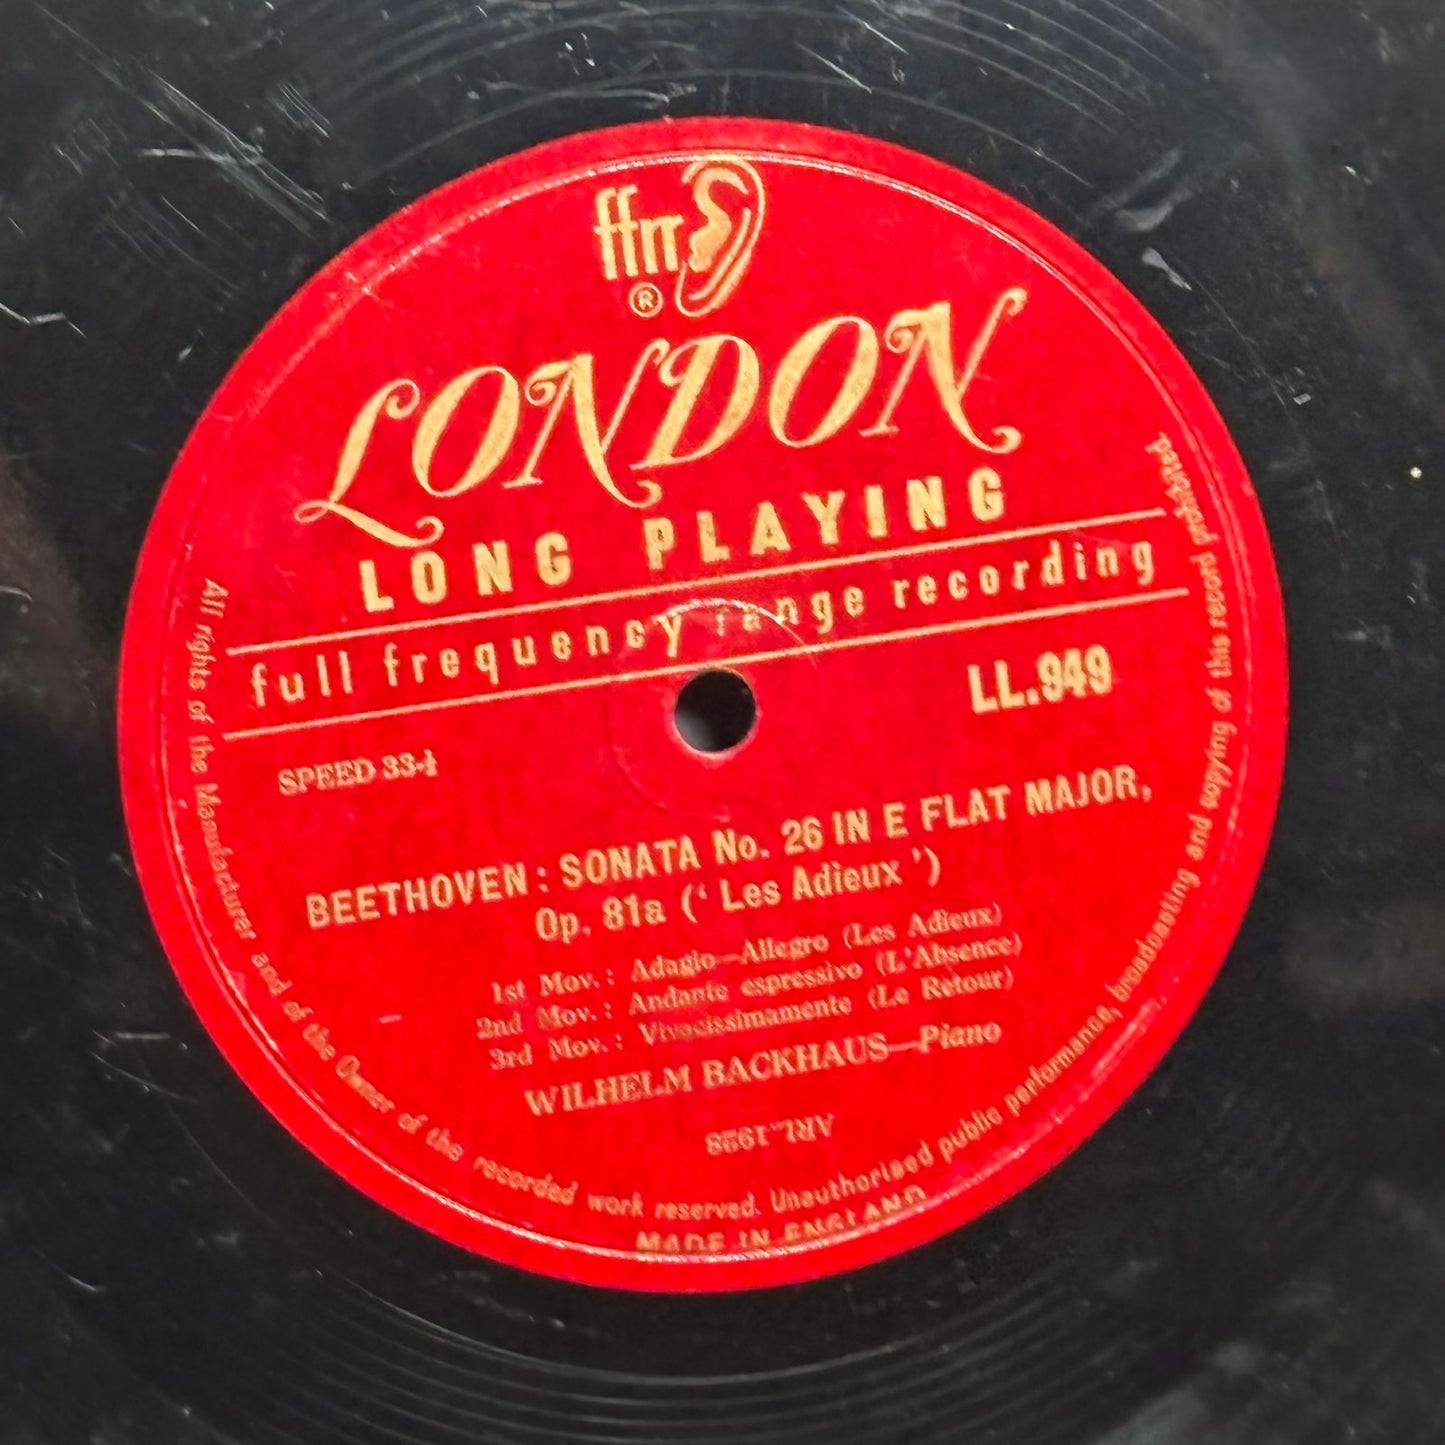 ffrr
®
LONDON
LONG PLAYING
full frequency range recording
LL.949
SPEED 33⅓
BEETHOVEN : SONATA No. 26 IN E FLAT MAJOR,
Op. 81a (‘ Les Adieux ’)
1st Mov. : Adagio—Allegro (Les Adieux)
2nd Mov. : Andante espressivo (L'Absence)
3rd Mov. : Vivacissimamente (Le Retour)
WILHELM BACKHAUS—Piano
ARL.1928
All rights of the Manufacturer and of the Owner of the recorded work reserved. Unauthorised public performance, broadcasting and copying of this record prohibited.
MADE IN ENGLAND